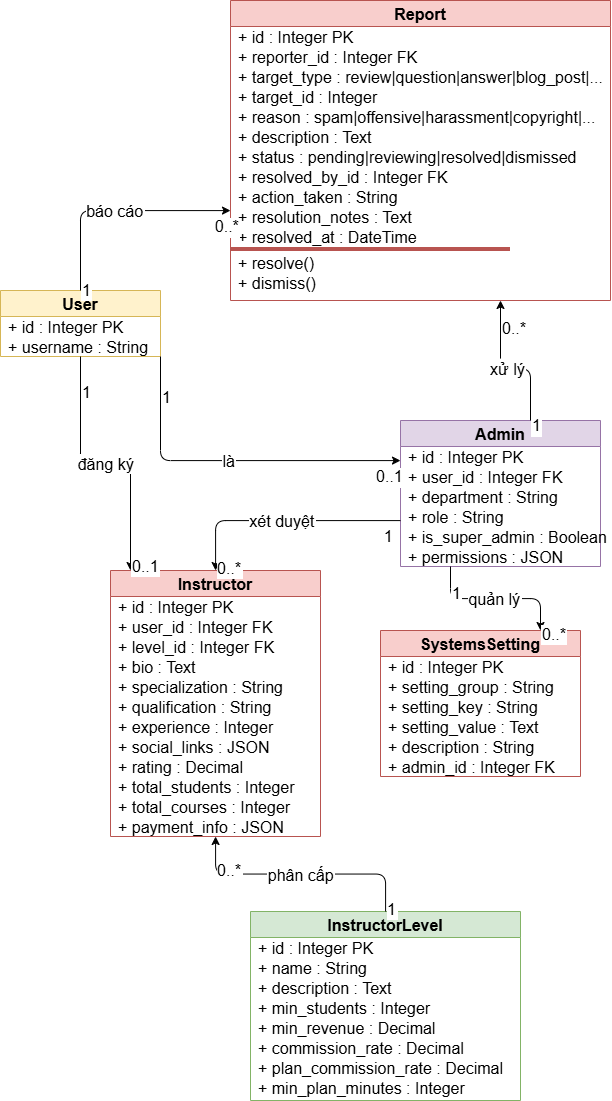 Report
+ id : Integer PK
+ reporter_id : Integer FK
+ target_type : review|question|answer|blog_post|...
+ target_id : Integer
+ reason : spam|offensive|harassment|copyright|...
+ description : Text
+ status : pending|reviewing|resolved|dismissed
+ resolved_by_id : Integer FK
+ action_taken : String
+ resolution_notes : Text
+ resolved_at : DateTime
+ resolve()
+ dismiss()
báo cáo
0..*
1
User
+ id : Integer PK
+ username : String
0..*
xử lý
1
1
1
đăng ký
là
0..1
Admin
+ id : Integer PK
+ user_id : Integer FK
+ department : String
+ role : String
+ is_super_admin : Boolean
+ permissions : JSON
xét duyệt
1
0..1
0..*
1
quản lý
0..*
Instructor
+ id : Integer PK
+ user_id : Integer FK
+ level_id : Integer FK
+ bio : Text
+ specialization : String
+ qualification : String
+ experience : Integer
+ social_links : JSON
+ rating : Decimal
+ total_students : Integer
+ total_courses : Integer
+ payment_info : JSON
SystemsSetting
+ id : Integer PK
+ setting_group : String
+ setting_key : String
+ setting_value : Text
+ description : String
+ admin_id : Integer FK
0..*
phân cấp
1
InstructorLevel
+ id : Integer PK
+ name : String
+ description : Text
+ min_students : Integer
+ min_revenue : Decimal
+ commission_rate : Decimal
+ plan_commission_rate : Decimal
+ min_plan_minutes : Integer